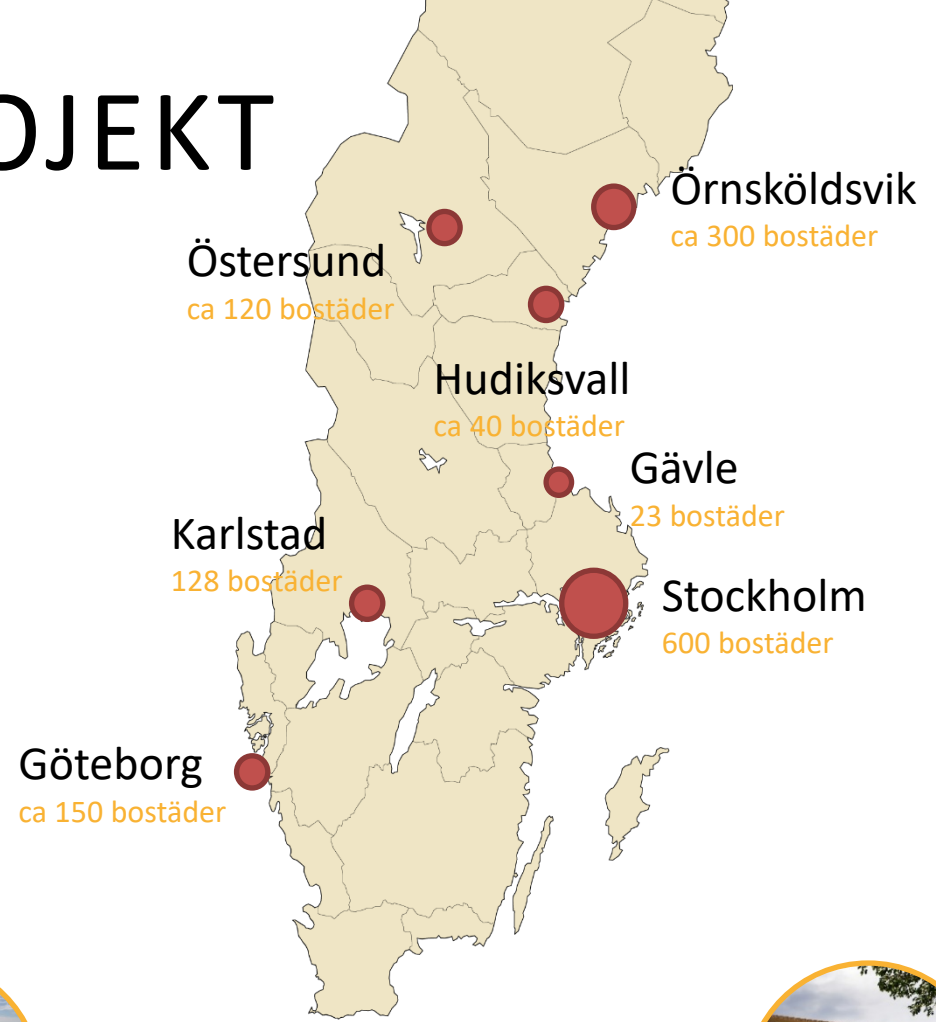 OJEKT
Örnsköldsvik
ca 300 bostäder
Östersund
ca 120 bostäder
Hudiksvall
ca 40 bostäder
Gävle
23 bostäder
Karlstad
128 bostäder
Stockholm
600 bostäder
Göteborg
ca 150 bostäder